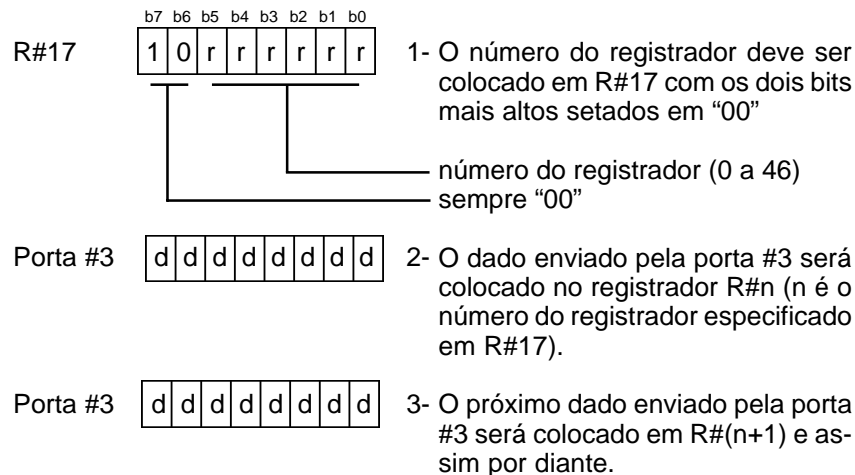 b7 b6 b5 b4 b3 b2 b1 b0
R#17 1 0 r r r r r r 1- O número do registrador deve ser
colocado em R#17 com os dois bits
mais altos setados em “00”
número do registrador (0 a 46)
sempre “00”
Porta #3 d d d d d d d d 2- O dado enviado pela porta #3 será
colocado no registrador R#n (n é o
número do registrador especificado
em R#17).
Porta #3 d d d d d d d d 3- O próximo dado enviado pela porta
#3 será colocado em R#(n+1) e as-
sim por diante.